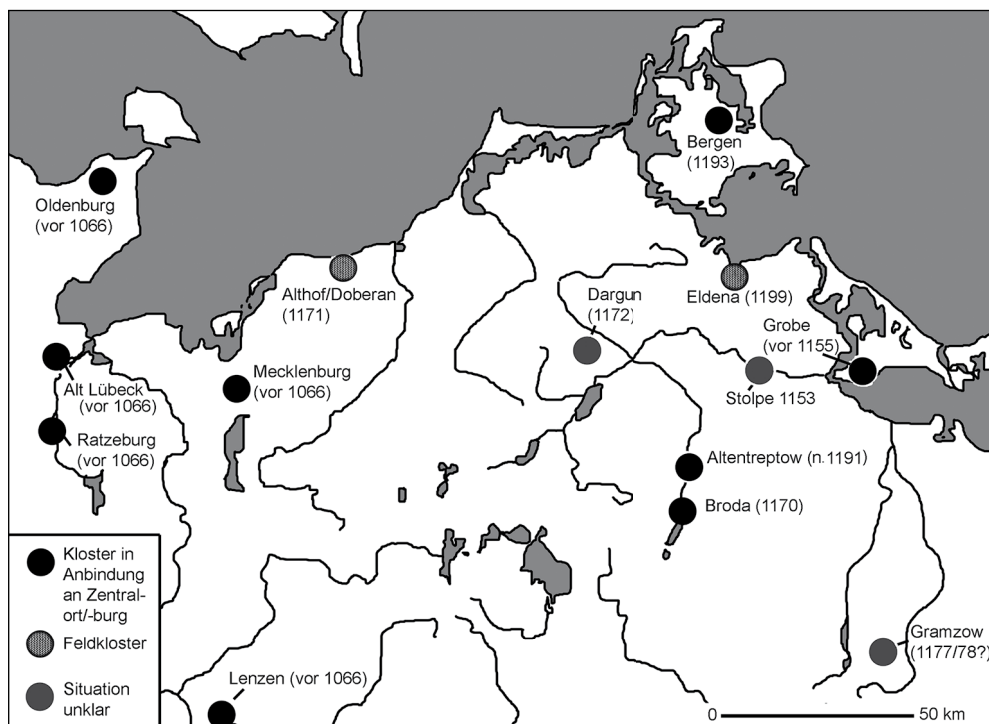 Bergen
(1193)
Oldenburg
(vor 1066)
Althof/Doberan
(1171)
Dargun
(1172)
Eldena (1199)
Grobe
(vor 1155)
Mecklenburg
(vor 1066)
Alt Lübeck
(vor 1066)
Stolpe 1153
Ratzeburg
(vor 1066)
Altentreptow (n.1191)
Broda (1170)
Kloster in
Anbindung
an Zentral-
ort/-burg
Feldkloster
Situation
unklar
Gramzow
(1177/78?)
Lenzen (vor 1066)
0 50 km